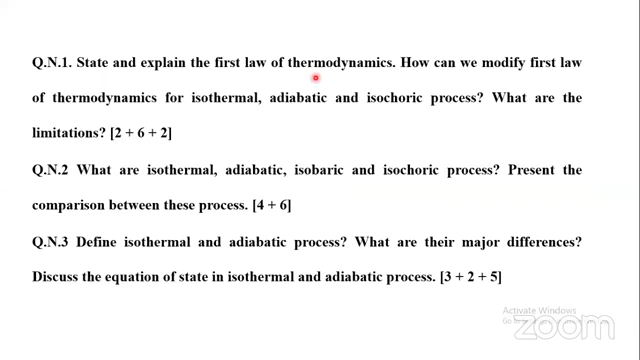 Q.N.1. State and explain the first law of thermodynamics. How can we modify first law
of thermodynamics for isothermal, adiabatic and isochoric process? What are the
limitations? [2 + 6 + 2]
Q.N.2 What are isothermal, adiabatic, isobaric and isochoric process? Present the
comparison between these process. [4 + 6]
Q.N.3 Define isothermal and adiabatic process? What are their major differences?
Discuss the equation of state in isothermal and adiabatic process. [3 + 2 + 5]
Activate Windows
zoom